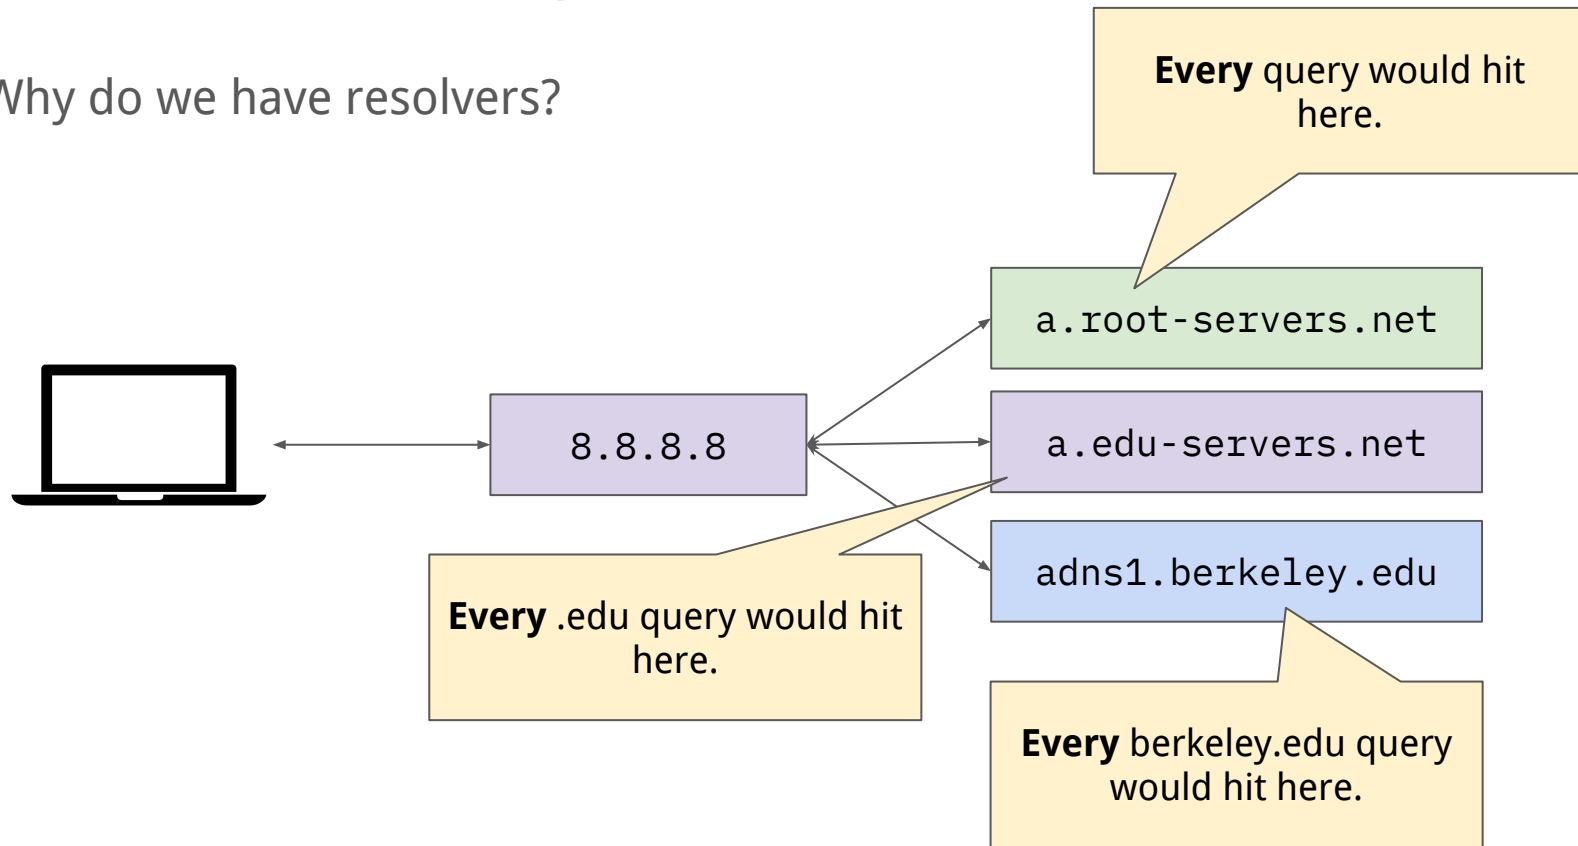 Why do we have resolvers?
Every query would hit
here.
a.root-servers.net
8.8.8.8
a.edu-servers.net
adns1.berkeley.edu
Every .edu query would hit
here.
Every berkeley.edu query
would hit here.